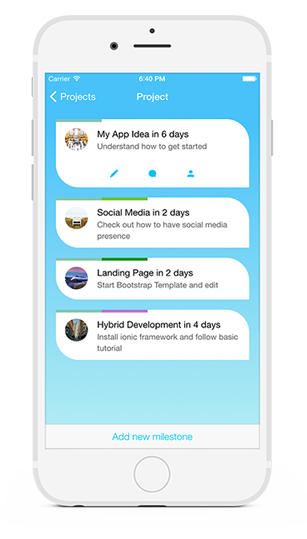 Carrier 6:40 PM
Projects Project
My App Idea in 6 days
Understand how to get started
Social Media in 2 days
Check out how to have social media
presence
Landing Page in 2 days
Start Bootstrap Template and edit
Hybrid Development in 4 days
Install ionic framework and follow basic
tutorial
Add new milestone